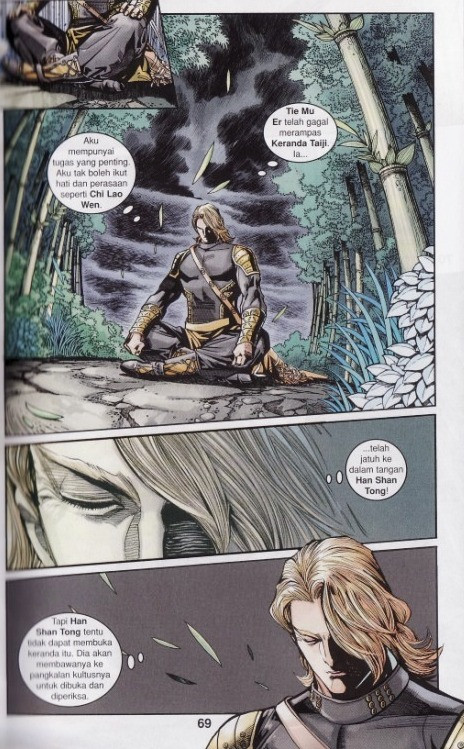 Aku
mempunyai
tugas yang penting.
Aku tak boleh ikut
hati dan perasaan
seperti Chi Lao
Wen.
Tie Mu
Er telah gagal
merampas
Keranda Taiji.
Ia...
...telah
jatuh ke
dalam tangan
Han Shan
Tong!
Tapi Han
Shan Tong tentu
tidak dapat membuka
keranda itu. Dia akan
membawanya ke
pangkalan kultusnya
untuk dibuka dan
diperiksa.
69